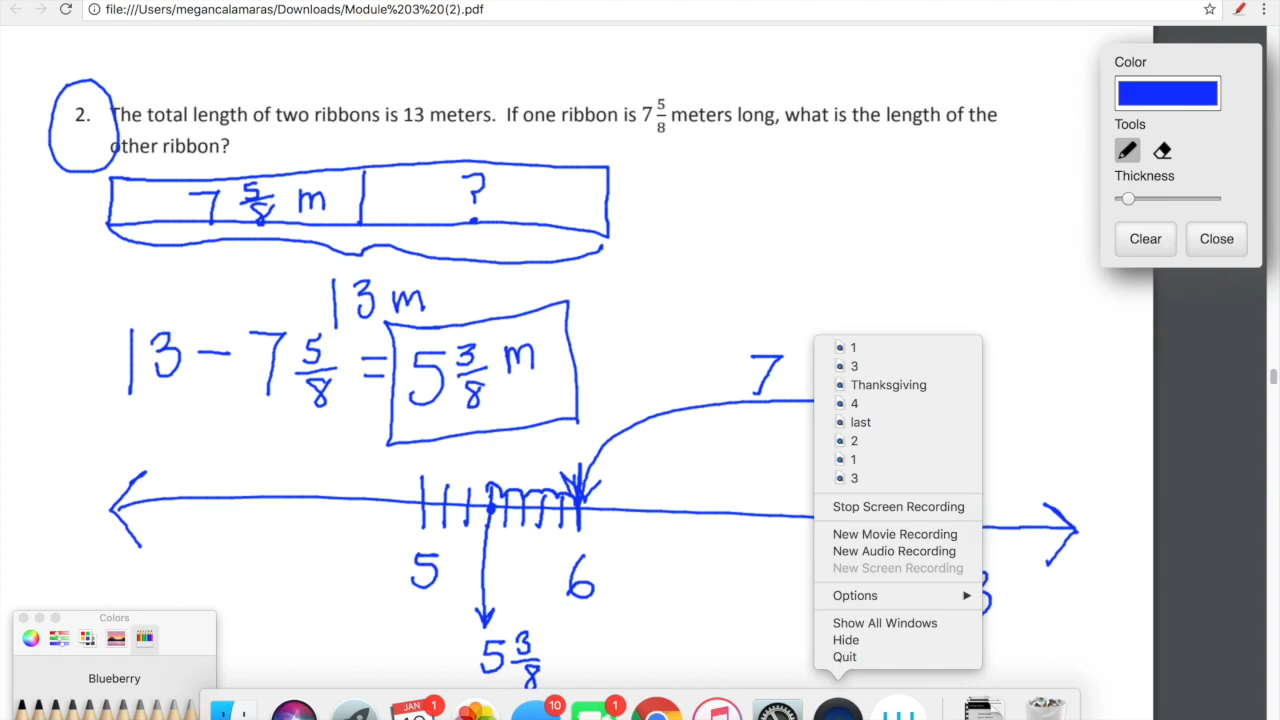 file:///Users/megancalamaras/Downloads/Module%203%20(2).pdf
2. The total length of two ribbons is 13 meters. If one ribbon is 7 5/8 meters long, what is the length of the
other ribbon?
7 5/8 m ?
13 m
13 - 7 5/8 = 5 3/8 m
7
5 6
5 3/8
Color
Tools
Thickness
Clear Close
1
3
Thanksgiving
4
last
2
1
3
Stop Screen Recording
New Movie Recording
New Audio Recording
New Screen Recording
Options
Show All Windows
Hide
Quit
Colors
Blueberry
JAN 1 10 1